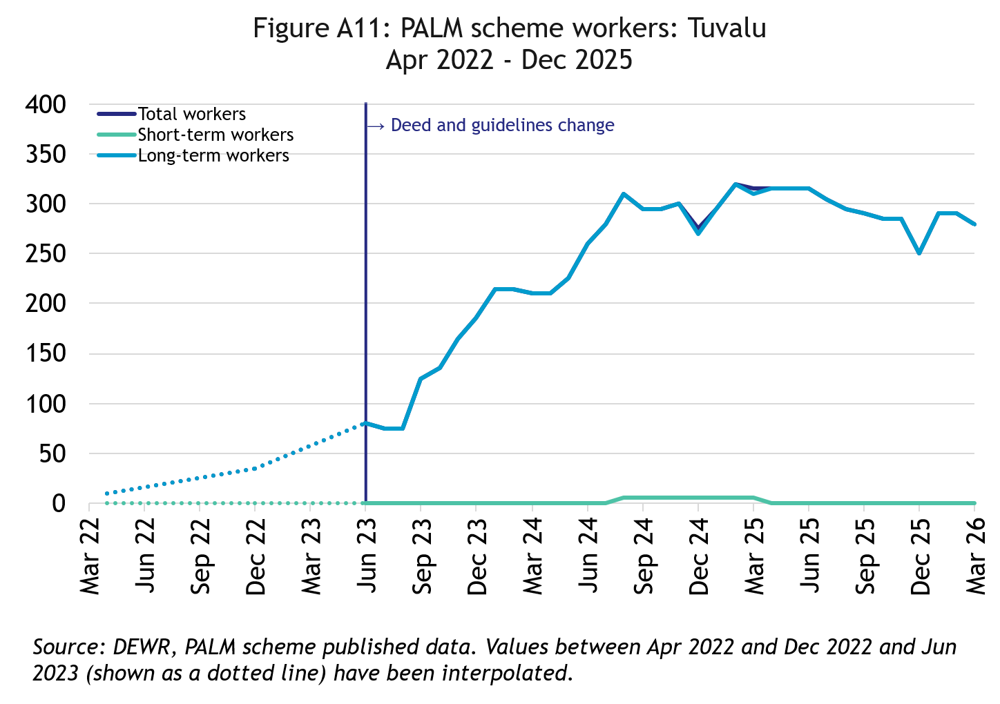 Figure A11: PALM scheme workers: Tuvalu
Apr 2022 - Dec 2025
400
350
300
250
200
150
100
50
0
Total workers
Short-term workers
Long-term workers
→ Deed and guidelines change
Mar 22
Jun 22
Sep 22
Dec 22
Mar 23
Jun 23
Sep 23
Dec 23
Mar 24
Jun 24
Sep 24
Dec 24
Mar 25
Jun 25
Sep 25
Dec 25
Mar 26
Source: DEWR, PALM scheme published data. Values between Apr 2022 and Dec 2022 and Jun
2023 (shown as a dotted line) have been interpolated.